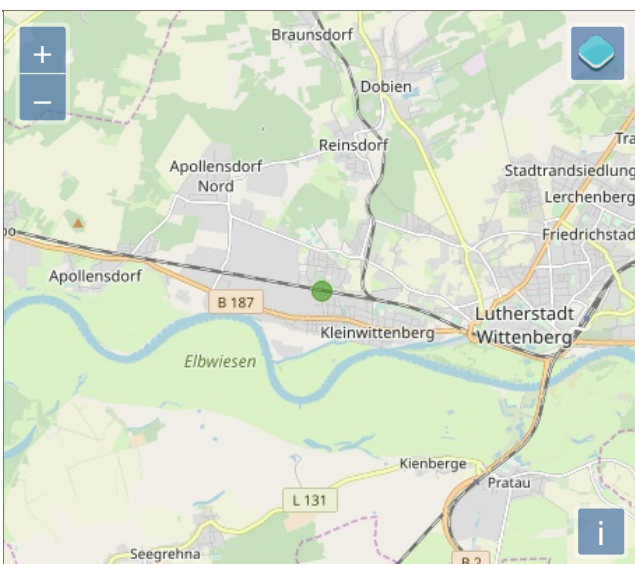 Braunsdorf
+
Dobien
−
Reinsdorf
Tra
Apollensdorf
Nord
Stadtrandsiedlung
Lerchenberg
Friedrichstad
Apollensdorf
B 187
Kleinwittenberg
Lutherstadt
Wittenberg
Elbwiesen
Kienberge
Pratau
L 131
i
Seegrehna
B 2